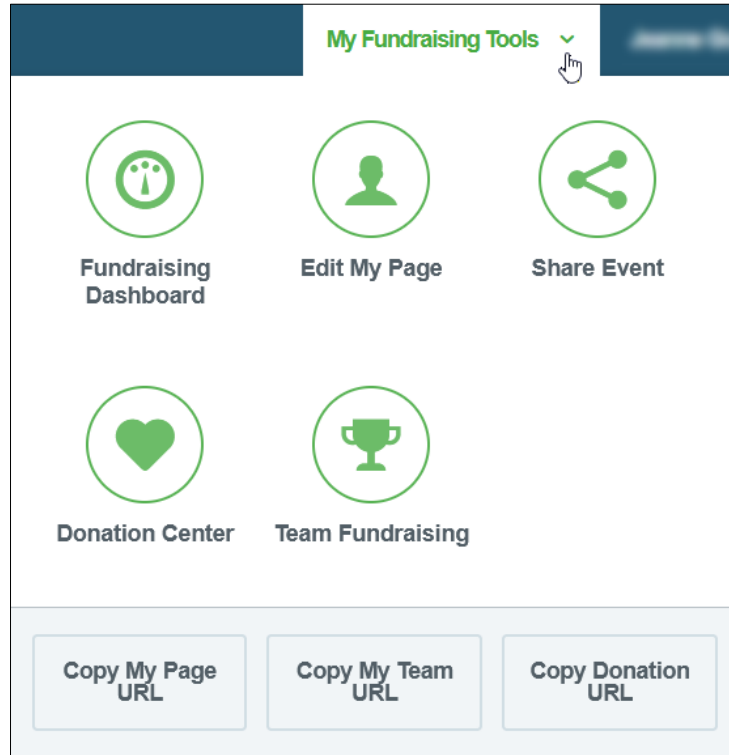 My Fundraising Tools
Fundraising
Dashboard
Edit My Page
Share Event
Donation Center
Team Fundraising
Copy My Page
URL
Copy My Team
URL
Copy Donation
URL